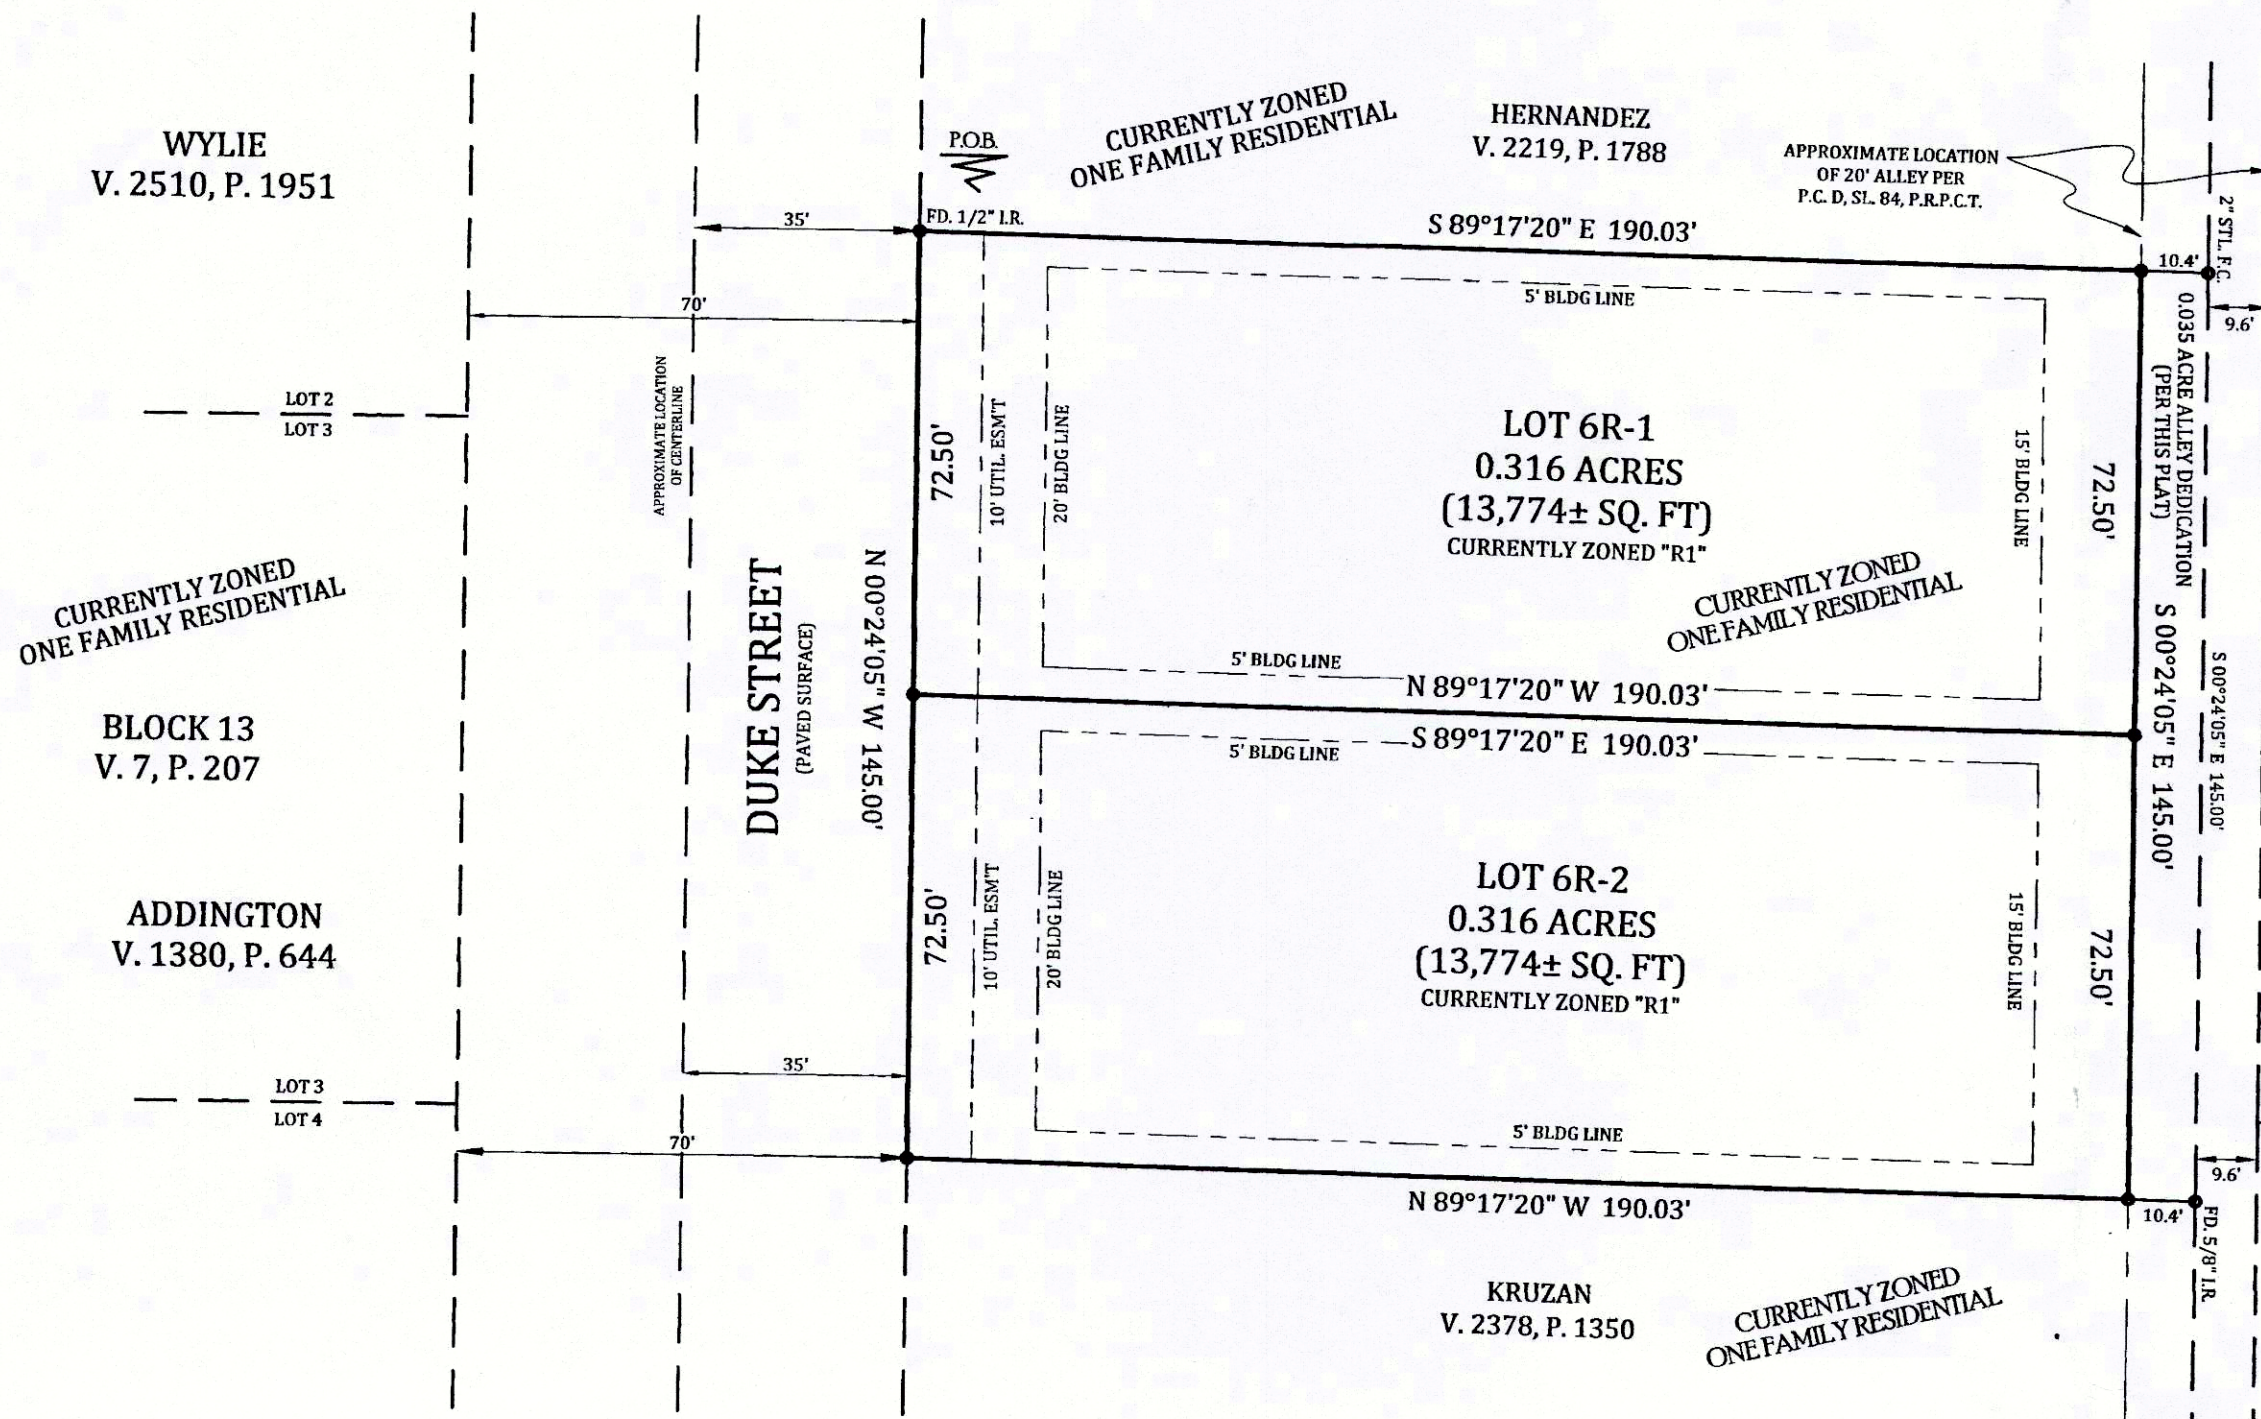 WYLIE
V. 2510, P. 1951
LOT 2
LOT 3
CURRENTLY ZONED
ONE FAMILY RESIDENTIAL
BLOCK 13
V. 7, P. 207
ADDINGTON
V. 1380, P. 644
LOT 3
LOT 4
35'
70'
APPROXIMATE LOCATION
OF CENTERLINE
DUKE STREET
(PAVED SURFACE)
N 00°24'05" W 145.00'
35'
70'
P.O.B.
FD. 1/2" I.R.
CURRENTLY ZONED
ONE FAMILY RESIDENTIAL
HERNANDEZ
V. 2219, P. 1788
APPROXIMATE LOCATION
OF 20' ALLEY PER
P.C. D, SL. 84, P.R.P.C.T.
S 89°17'20" E 190.03'
10.4'
2" STL. F.C.
9.6'
5' BLDG LINE
72.50'
10' UTIL. ESM'T
20' BLDG LINE
LOT 6R-1
0.316 ACRES
(13,774± SQ. FT)
CURRENTLY ZONED "R1"
CURRENTLY ZONED
ONE FAMILY RESIDENTIAL
15' BLDG LINE
72.50'
0.035 ACRE ALLEY DEDICATION
(PER THIS PLAT)
S 00°24'05" E 145.00'
S 00°24'05" E 145.00'
5' BLDG LINE
N 89°17'20" W 190.03'
S 89°17'20" E 190.03'
5' BLDG LINE
72.50'
10' UTIL. ESM'T
20' BLDG LINE
LOT 6R-2
0.316 ACRES
(13,774± SQ. FT)
CURRENTLY ZONED "R1"
15' BLDG LINE
72.50'
5' BLDG LINE
N 89°17'20" W 190.03'
9.6'
10.4'
FD. 5/8" I.R.
KRUZAN
V. 2378, P. 1350
CURRENTLY ZONED
ONE FAMILY RESIDENTIAL